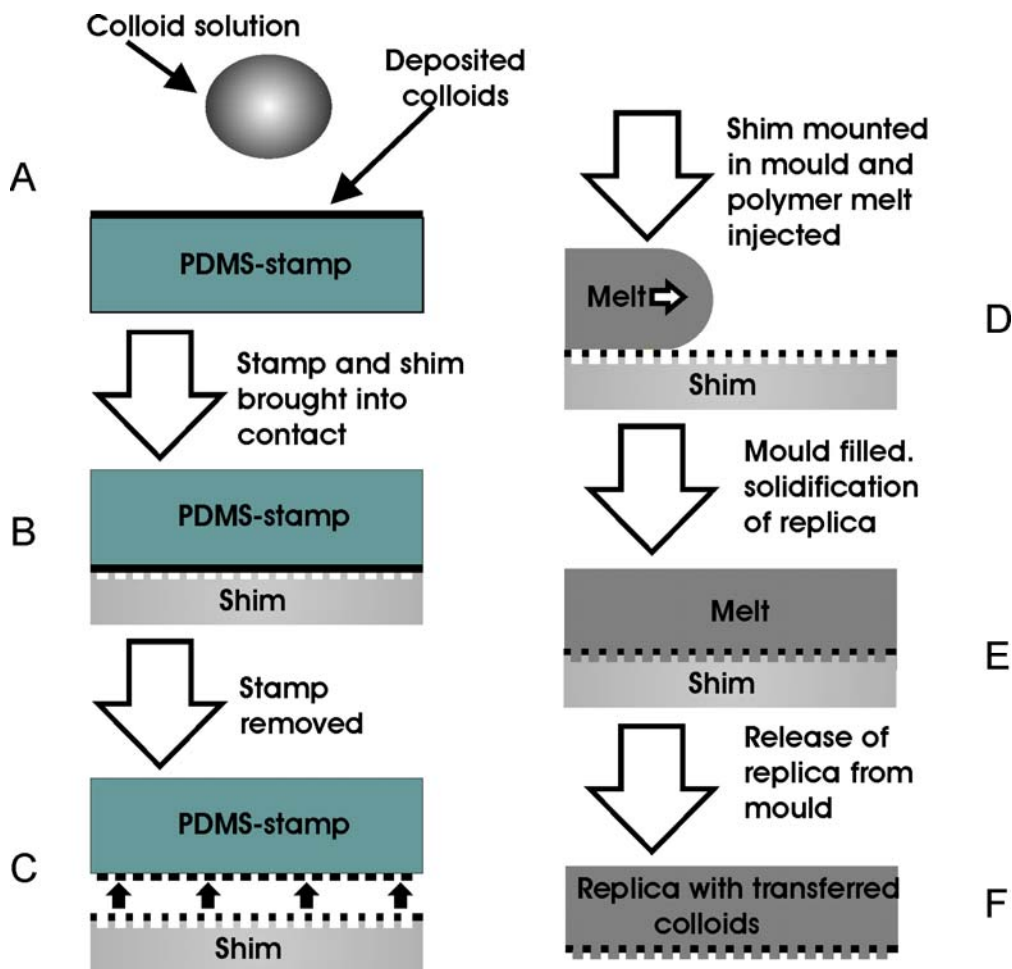 Colloid solution
Deposited
colloids
A
PDMS-stamp
Stamp and shim
brought into
contact
B
PDMS-stamp
Shim
Stamp
removed
C
PDMS-stamp
Shim
Shim mounted
in mould and
polymer melt
injected
Melt
D
Shim
Mould filled.
solidification
of replica
Melt
E
Shim
Release of
replica from
mould
Replica with transferred
colloids
F